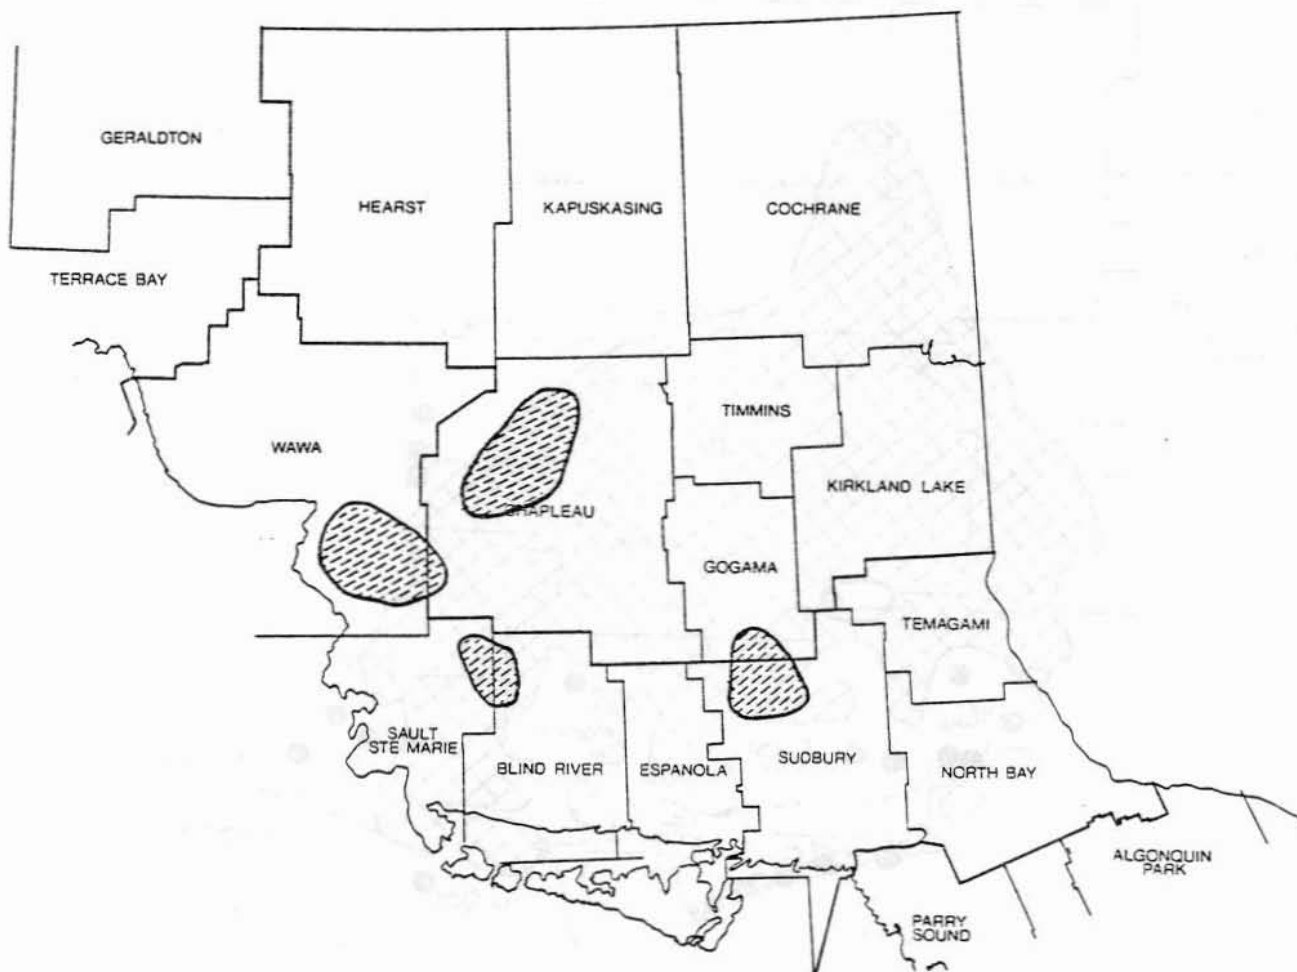 GERALDTON
HEARST
KAPUSKASING
COCHRANE
TERRACE BAY
TIMMINS
WAWA
KIRKLAND LAKE
CHAPLEAU
GOGAMA
TEMAGAMI
SAULT
STE MARIE
BLIND RIVER
ESPANOLA
SUDBURY
NORTH BAY
ALGONQUIN
PARK
PARRY
SOUND